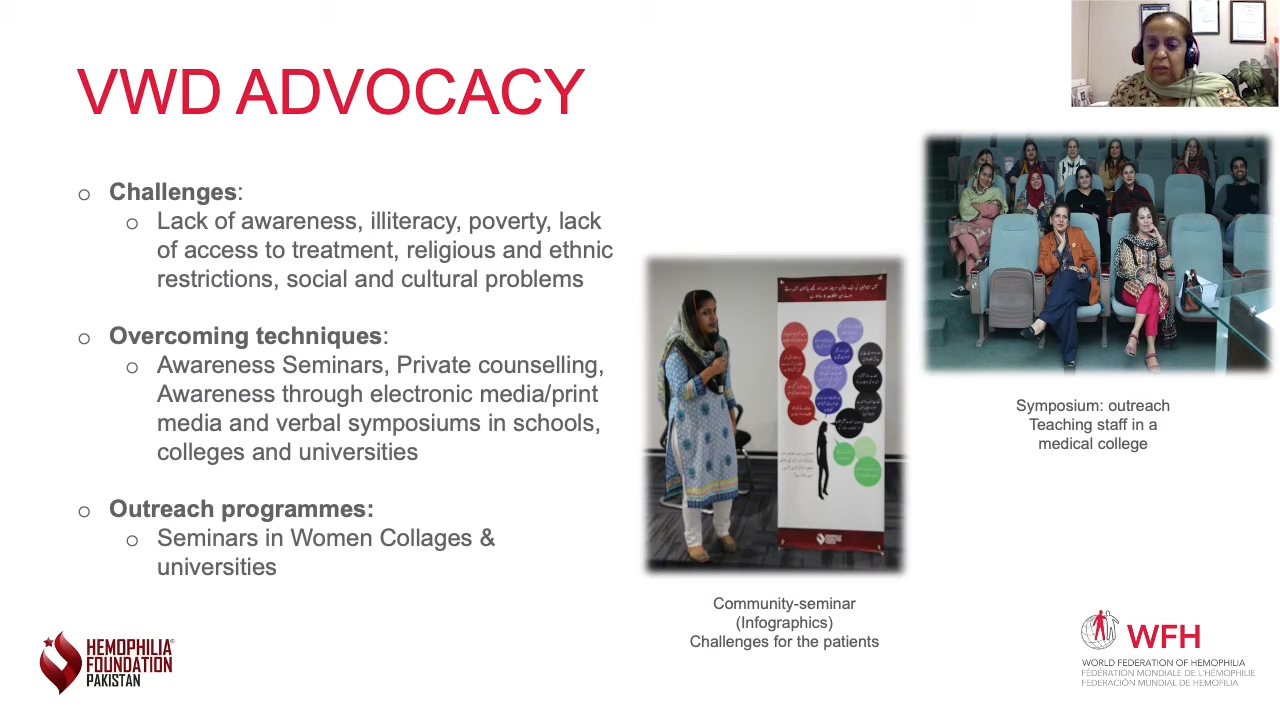 VWD ADVOCACY
o Challenges:
o Lack of awareness, illiteracy, poverty, lack
of access to treatment, religious and ethnic
restrictions, social and cultural problems
o Overcoming techniques:
o Awareness Seminars, Private counselling,
Awareness through electronic media/print
media and verbal symposiums in schools,
colleges and universities
o Outreach programmes:
o Seminars in Women Collages &
universities
HEMOPHILIA
FOUNDATION
PAKISTAN
Community-seminar
(Infographics)
Challenges for the patients
Symposium: outreach
Teaching staff in a
medical college
WFH
WORLD FEDERATION OF HEMOPHILIA
FÉDÉRATION MONDIALE DE L'HÉMOPHILIE
FEDERACIÓN MUNDIAL DE HEMOFILIA